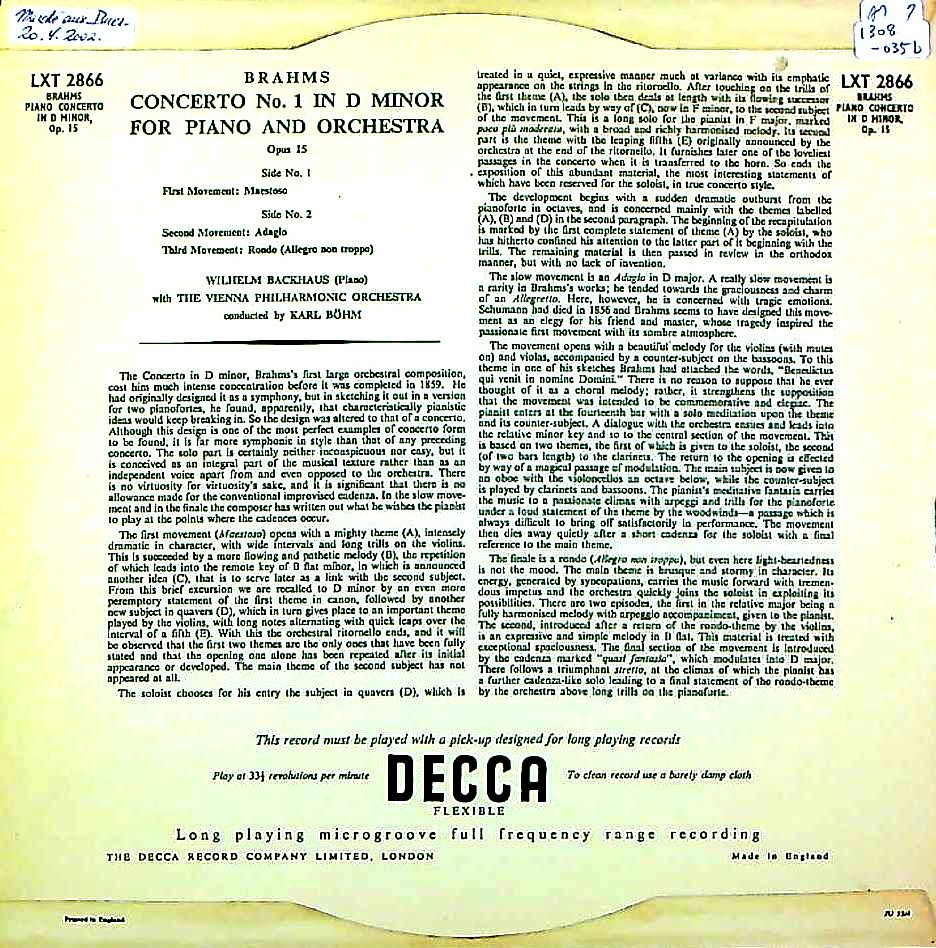 20.4.2002.
1308
-035b
LXT 2866
BRAHMS
PIANO CONCERTO
IN D MINOR,
Op. 15
BRAHMS
CONCERTO No. 1 IN D MINOR
FOR PIANO AND ORCHESTRA
Opus 15
Side No. 1
First Movement: Maestoso
Side No. 2
Second Movement: Adagio
Third Movement: Rondo (Allegro non troppo)
WILHELM BACKHAUS (Piano)
with THE VIENNA PHILHARMONIC ORCHESTRA
conducted by KARL BÖHM
The Concerto in D minor, Brahms's first large orchestral composition,
cost him much intense concentration before it was completed in 1859. He
had originally designed it as a symphony, but in sketching it out in a version
for two pianofortes, he found, apparently, that characteristically pianistic
ideas would keep breaking in. So the design was altered to that of a concerto.
Although this design is one of the most perfect examples of concerto form
to be found, it is far more symphonic in style than that of any preceding
concerto. The solo part is certainly neither inconspicuous nor easy, but it
is conceived as an integral part of the musical texture rather than as an
independent voice apart from and even opposed to the orchestra. There
is no virtuosity for virtuosity's sake, and it is significant that there is no
allowance made for the conventional improvised cadenza. In the slow move-
ment and in the finale the composer has written out what he wishes the pianist
to play at the points where the cadences occur.
The first movement (Maestoso) opens with a mighty theme (A), intensely
dramatic in character, with wide intervals and long trills on the violins.
This is succeeded by a more flowing and pathetic melody (B), the repetition
of which leads into the remote key of B flat minor, in which is announced
another idea (C), that is to serve later as a link with the second subject.
From this brief excursion we are recalled to D minor by an even more
peremptory statement of the first theme in canon, followed by another
new subject in quavers (D), which in turn gives place to an important theme
played by the violins, with long notes alternating with quick leaps over the
interval of a fifth (E). With this the orchestral ritornello ends, and it will
be observed that the first two themes are the only ones that have been fully
stated and that the opening one alone has been repeated after its initial
appearance or developed. The main theme of the second subject has not
appeared at all.
The soloist chooses for his entry the subject in quavers (D), which is
treated in a quiet, expressive manner much at variance with its emphatic
appearance on the strings in the ritornello. After touching on the trills of
the first theme (A), the solo then deals at length with its flowing successor
(B), which in turn leads by way of (C), now in F minor, to the second subject
of the movement. This is a long solo for the pianist in F major, marked
poco più moderato, with a broad and richly harmonised melody. Its second
part is the theme with the leaping fifths (E) originally announced by the
orchestra at the end of the ritornello. It furnishes later one of the loveliest
passages in the concerto when it is transferred to the horn. So ends the
exposition of this abundant material, the most interesting statements of
which have been reserved for the soloist, in true concerto style.
The development begins with a sudden dramatic outburst from the
pianoforte in octaves, and is concerned mainly with the themes labelled
(A), (B) and (D) in the second paragraph. The beginning of the recapitulation
is marked by the first complete statement of theme (A) by the soloist, who
has hitherto confined his attention to the latter part of it beginning with the
trills. The remaining material is then passed in review in the orthodox
manner, but with no lack of invention.
The slow movement is an Adagio in D major. A really slow movement is
a rarity in Brahms's works; he tended towards the graciousness and charm
of an Allegretto. Here, however, he is concerned with tragic emotions.
Schumann had died in 1856 and Brahms seems to have designed this move-
ment as an elegy for his friend and master, whose tragedy inspired the
passionate first movement with its sombre atmosphere.
The movement opens with a beautiful melody for the violins (with mutes
on) and violas, accompanied by a counter-subject on the bassoons. To this
theme in one of his sketches Brahms had attached the words, "Benedictus
qui venit in nomine Domini." There is no reason to suppose that he ever
thought of it as a choral melody; rather, it strengthens the supposition
that the movement was intended to be commemorative and elegiac. The
pianist enters at the fourteenth bar with a solo meditation upon the theme
and its counter-subject. A dialogue with the orchestra ensues and leads into
the relative minor key and so to the central section of the movement. This
is based on two themes, the first of which is given to the soloist, the second
(of two bars length) to the clarinets. The return to the opening is effected
by way of a magical passage of modulation. The main subject is now given to
an oboe with the violoncellos an octave below, while the counter-subject
is played by clarinets and bassoons. The pianist's meditative fantasia carries
the music to a passionate climax with arpeggi and trills for the pianoforte
under a loud statement of the theme by the woodwinds—a passage which is
always difficult to bring off satisfactorily in performance. The movement
then dies away quietly after a short cadenza for the soloist with a final
reference to the main theme.
The finale is a rondo (Allegro non troppo), but even here light-heartedness
is not the mood. The main theme is brusque and stormy in character. Its
energy, generated by syncopations, carries the music forward with tremen-
dous impetus and the orchestra quickly joins the soloist in exploiting its
possibilities. There are two episodes, the first in the relative major being a
fully harmonised melody with arpeggio accompaniment, given to the pianist.
The second, introduced after a return of the rondo-theme by the violins,
is an expressive and simple melody in B flat. This material is treated with
exceptional spaciousness. The final section of the movement is introduced
by the cadenza marked "quasi fantasia", which modulates into D major.
There follows a triumphant stretto, at the climax of which the pianist has
a further cadenza-like solo leading to a final statement of the rondo-theme
by the orchestra above long trills on the pianoforte.
LXT 2866
BRAHMS
PIANO CONCERTO
IN D MINOR,
Op. 15
This record must be played with a pick-up designed for long playing records
Play at 33⅓ revolutions per minute
DECCA
To clean record use a barely damp cloth
FLEXIBLE
Long playing microgroove full frequency range recording
THE DECCA RECORD COMPANY LIMITED, LONDON
Made in England
Printed in England